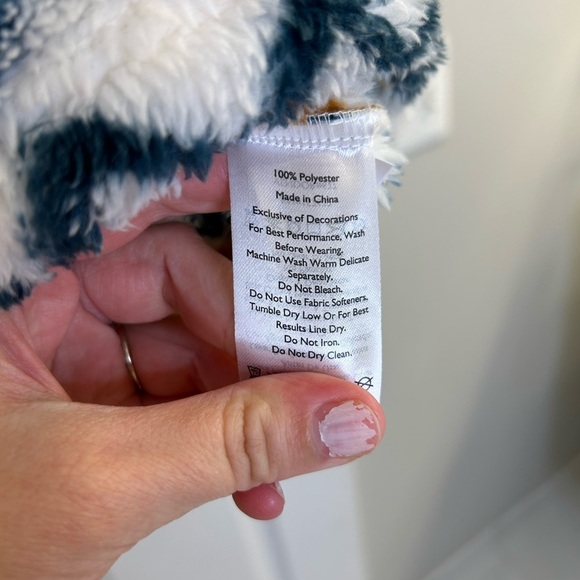 100% Polyester
Made in China
Exclusive of Decorations
For Best Performance, Wash
Before Wearing,
Machine Wash Warm Delicate
Separately.
Do Not Bleach.
Do Not Use Fabric Softeners,
Tumble Dry Low Or For Best
Results Line Dry.
Do Not Iron.
Do Not Dry Clean.